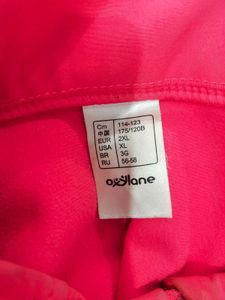 Cm 114-123
中国 175/120B
EUR 2XL
USA XL
BR 3G
RU 56-58
oxylane